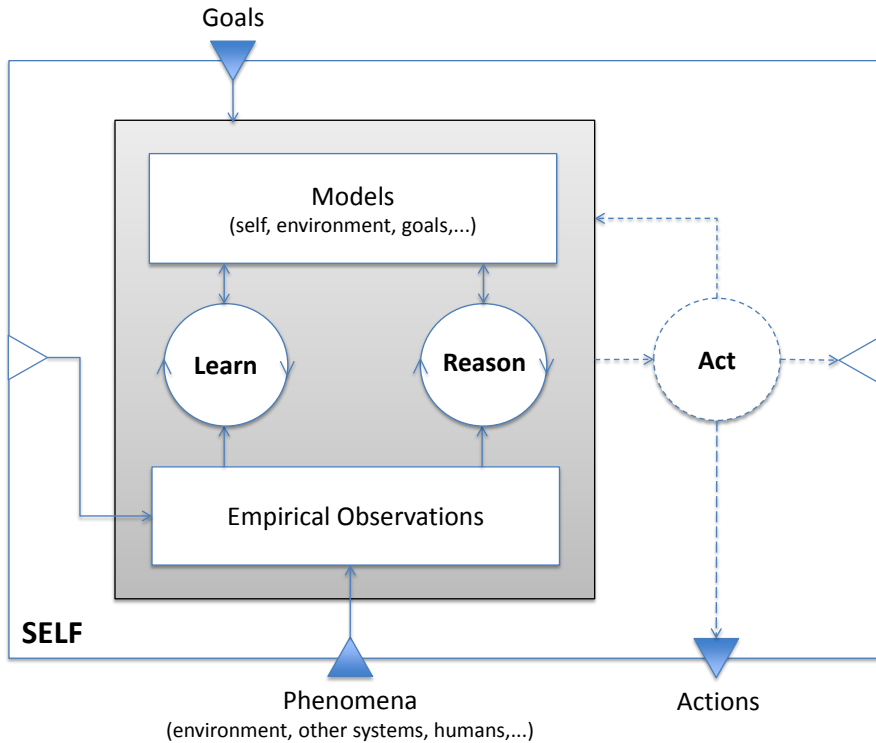 Goals
Models
(self, environment, goals,...)
Learn
Reason
Act
Empirical Observations
SELF
Phenomena
(environment, other systems, humans,...)
Actions